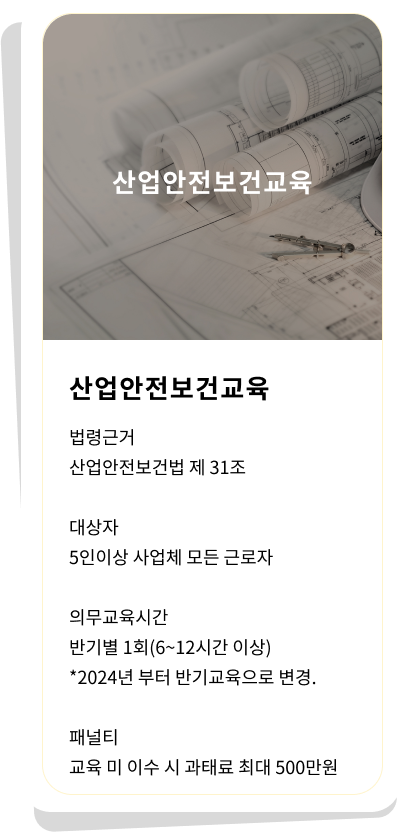 산업안전보건교육
산업안전보건교육
법령근거
산업안전보건법 제 31조
대상자
5인이상 사업체 모든 근로자
의무교육시간
반기별 1회(6~12시간 이상)
*2024년 부터 반기교육으로 변경.
패널티
교육 미 이수 시 과태료 최대 500만원